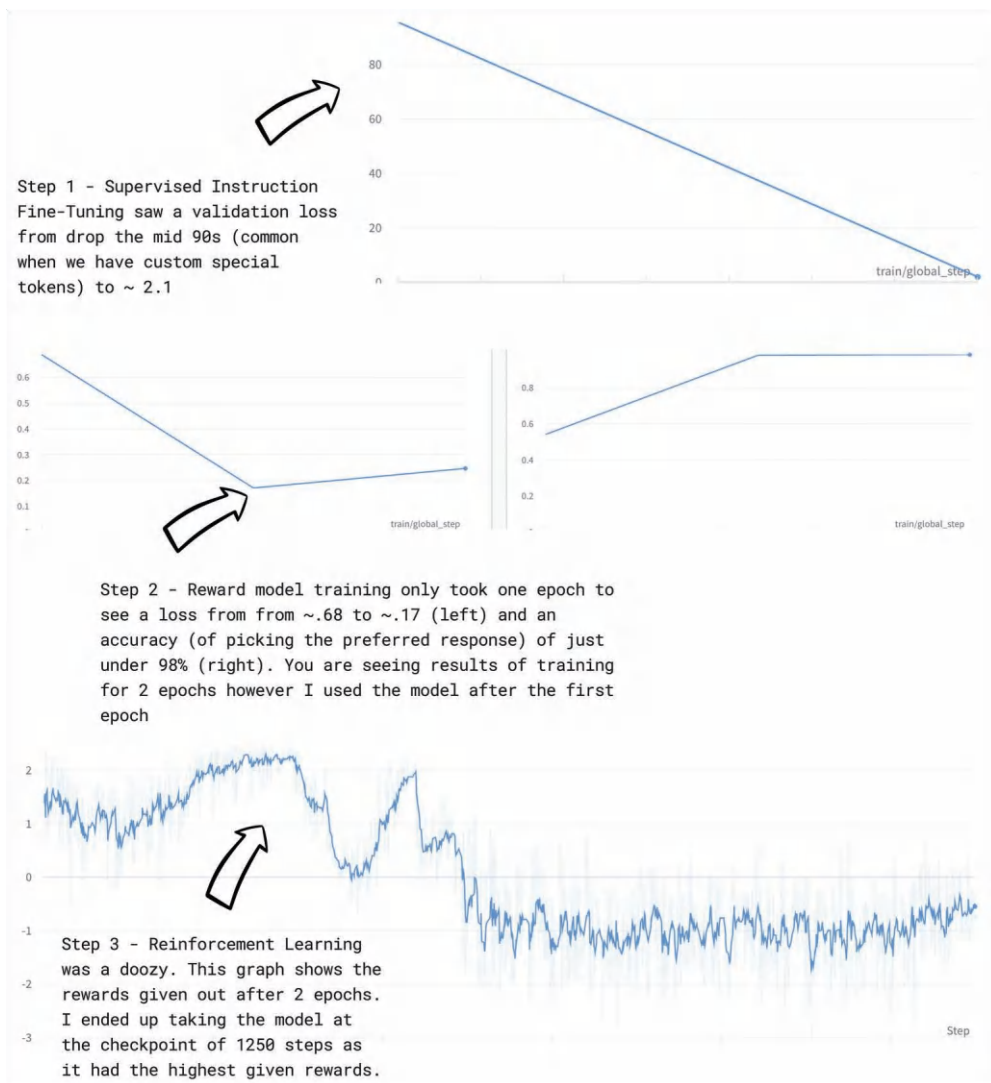 80
60
40
20
0
train/global_step
Step 1 - Supervised Instruction
Fine-Tuning saw a validation loss
from drop the mid 90s (common
when we have custom special
tokens) to ~ 2.1
0.6
0.5
0.4
0.3
0.2
0.1
train/global_step
0.8
0.6
0.4
0.2
train/global_step
Step 2 - Reward model training only took one epoch to
see a loss from from ~.68 to ~.17 (left) and an
accuracy (of picking the preferred response) of just
under 98% (right). You are seeing results of training
for 2 epochs however I used the model after the first
epoch
2
1
0
-1
-2
-3
Step
Step 3 - Reinforcement Learning
was a doozy. This graph shows the
rewards given out after 2 epochs.
I ended up taking the model at
the checkpoint of 1250 steps as
it had the highest given rewards.